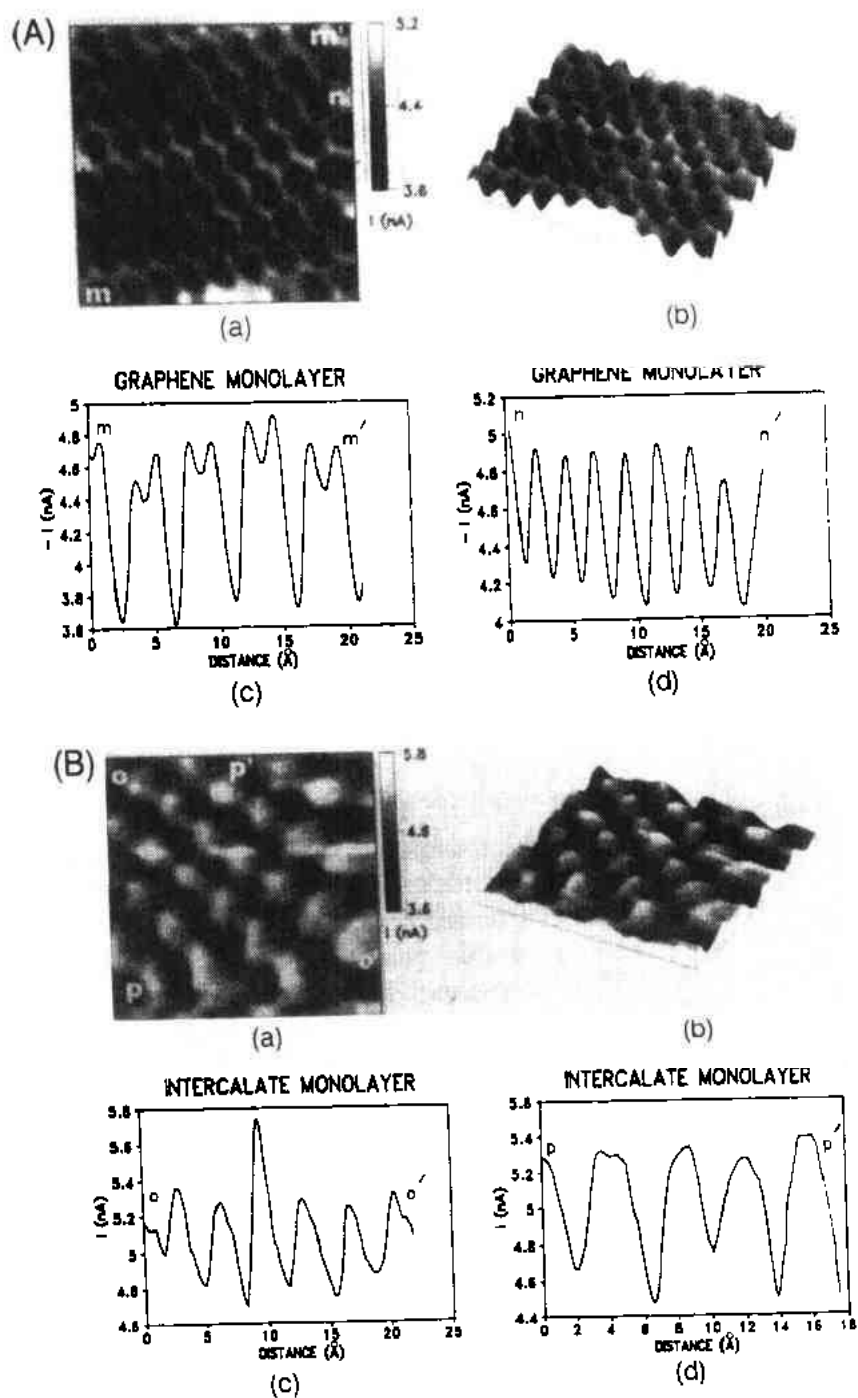 (A)
m'
n
m
5.2
4.4
3.6
I (nA)
(a)
(b)
GRAPHENE MONOLAYER
5
4.8
4.6
4.4
4.2
4
3.8
3.6
- I (nA)
m
m'
0 5 10 15 20 25
DISTANCE (Å)
(c)
GRAPHENE MONOLAYER
5.2
5
4.8
4.6
4.4
4.2
4
- I (nA)
n
n'
0 5 10 15 20 25
DISTANCE (Å)
(d)
(B)
o
p'
o
p
5.8
4.8
3.6
I (nA)
(a)
(b)
INTERCALATE MONOLAYER
5.8
5.6
5.4
5.2
5
4.8
4.6
I (nA)
o
o'
0 5 10 15 20 25
DISTANCE (Å)
(c)
INTERCALATE MONOLAYER
5.6
5.4
5.2
5
4.8
4.6
4.4
I (nA)
p
p'
0 2 4 6 8 10 12 14 16 18
DISTANCE (Å)
(d)